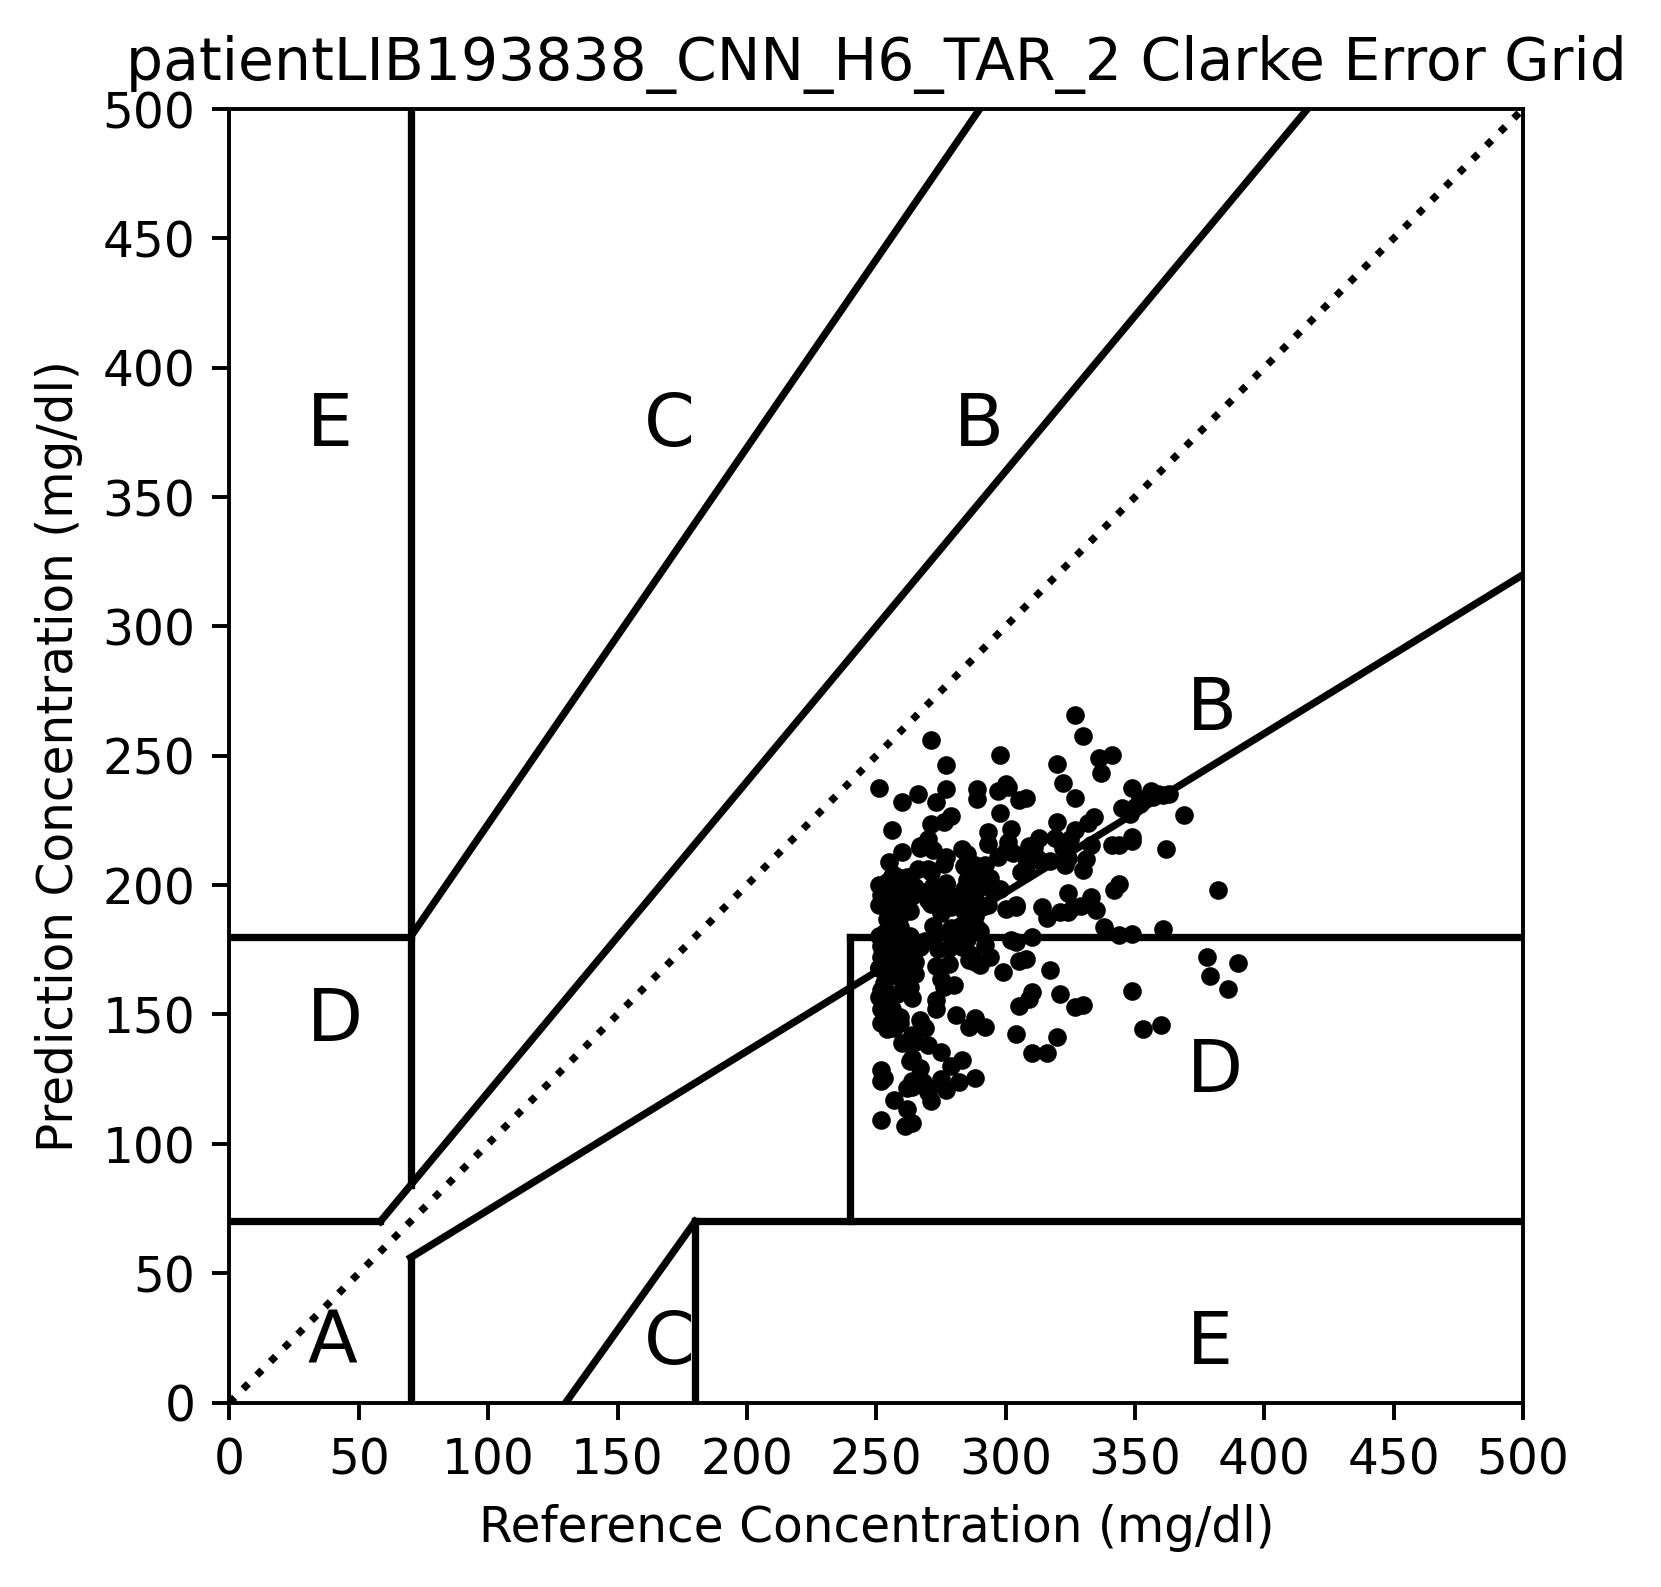 patientLIB193838_CNN_H6_TAR_2 Clarke Error Grid
500
450
400
350
300
250
200
150
100
50
0
Prediction Concentration (mg/dl)
E
C
B
B
D
D
A
C
E
0 50 100 150 200 250 300 350 400 450 500
Reference Concentration (mg/dl)